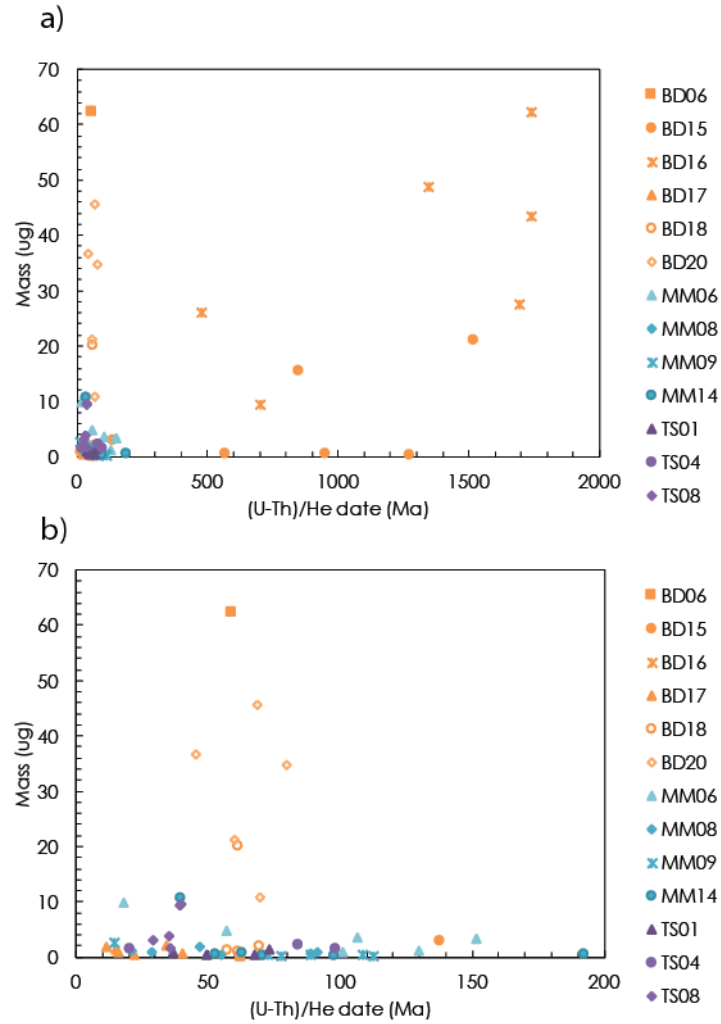 a)
70
60
50
40
30
20
10
0
Mass (ug)
0
500
1000
1500
2000
(U-Th)/He date (Ma)
BD06
BD15
BD16
BD17
BD18
BD20
MM06
MM08
MM09
MM14
TS01
TS04
TS08
b)
70
60
50
40
30
20
10
0
Mass (ug)
0
50
100
150
200
(U-Th)/He date (Ma)
BD06
BD15
BD16
BD17
BD18
BD20
MM06
MM08
MM09
MM14
TS01
TS04
TS08